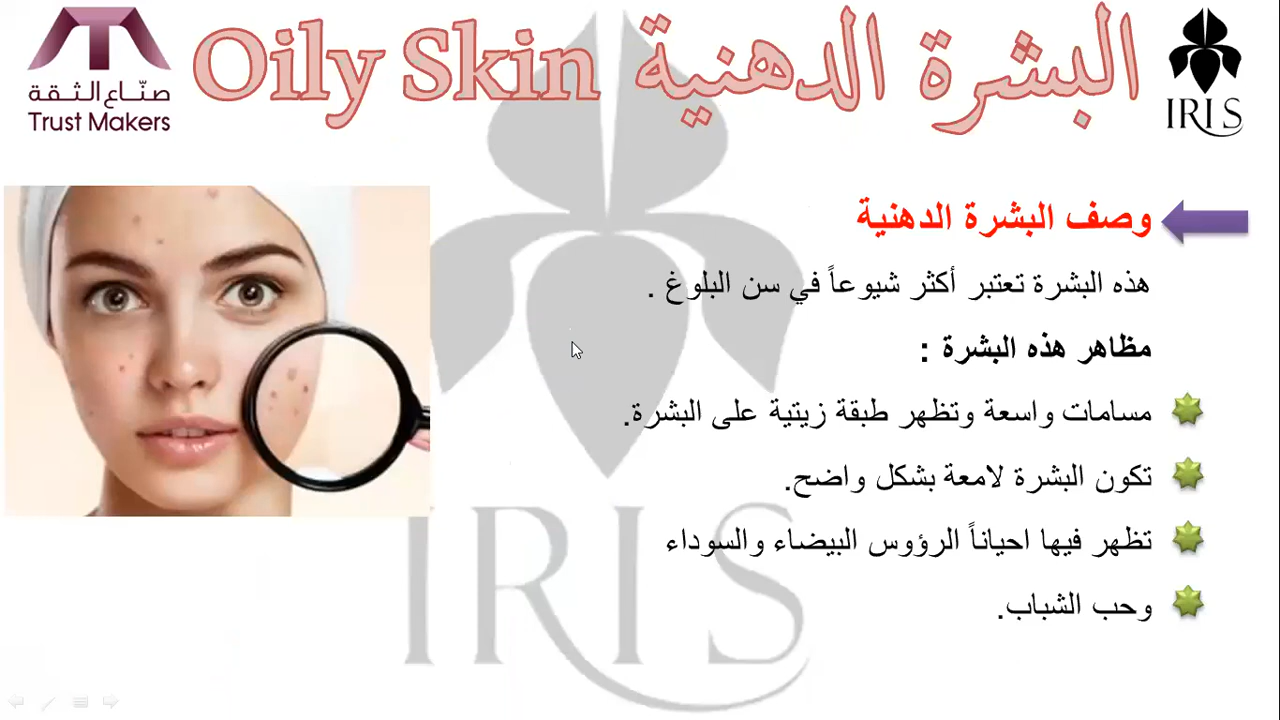 صنّاع الثقة
Trust Makers
البشرة الدهنية Oily Skin
IRIS
وصف البشرة الدهنية
هذه البشرة تعتبر أكثر شيوعاً في سن البلوغ .
مظاهر هذه البشرة :
مسامات واسعة وتظهر طبقة زيتية على البشرة.
تكون البشرة لامعة بشكل واضح.
تظهر فيها احياناً الرؤوس البيضاء والسوداء
وحب الشباب.
IRIS